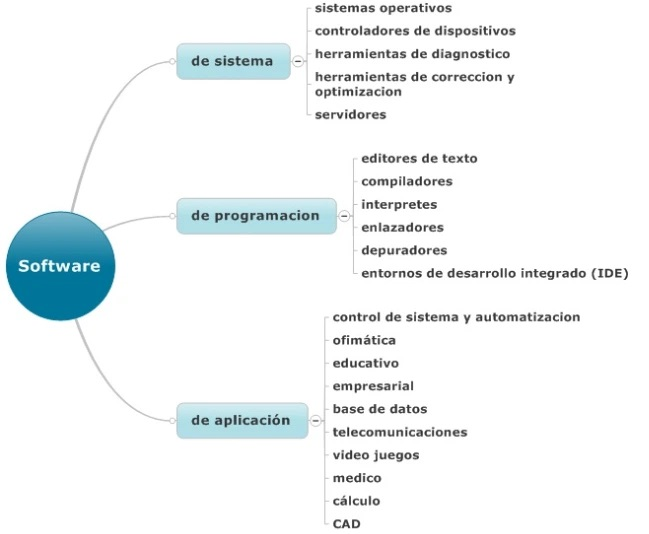 Software
de sistema
sistemas operativos
controladores de dispositivos
herramientas de diagnostico
herramientas de correccion y
optimizacion
servidores
de programacion
editores de texto
compiladores
interpretes
enlazadores
depuradores
entornos de desarrollo integrado (IDE)
de aplicación
control de sistema y automatizacion
ofimática
educativo
empresarial
base de datos
telecomunicaciones
video juegos
medico
cálculo
CAD